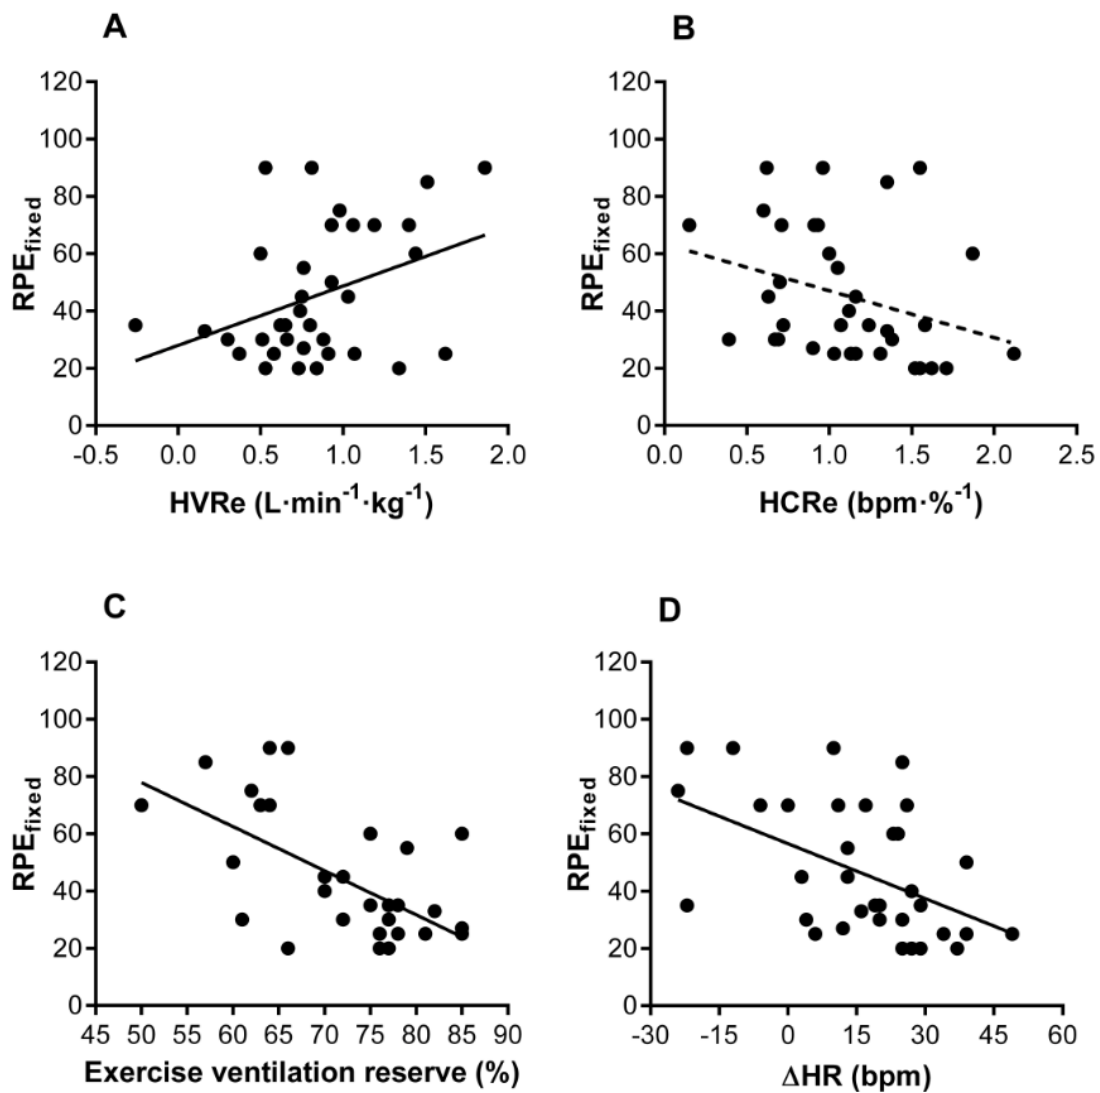 A
120
100
80
60
40
20
0
RPEfixed
-0.5 0.0 0.5 1.0 1.5 2.0
HVRe (L·min⁻¹·kg⁻¹)
B
120
100
80
60
40
20
0
RPEfixed
0.0 0.5 1.0 1.5 2.0 2.5
HCRe (bpm·%⁻¹)
C
120
100
80
60
40
20
0
RPEfixed
45 50 55 60 65 70 75 80 85 90
Exercise ventilation reserve (%)
D
120
100
80
60
40
20
0
RPEfixed
-30 -15 0 15 30 45 60
ΔHR (bpm)